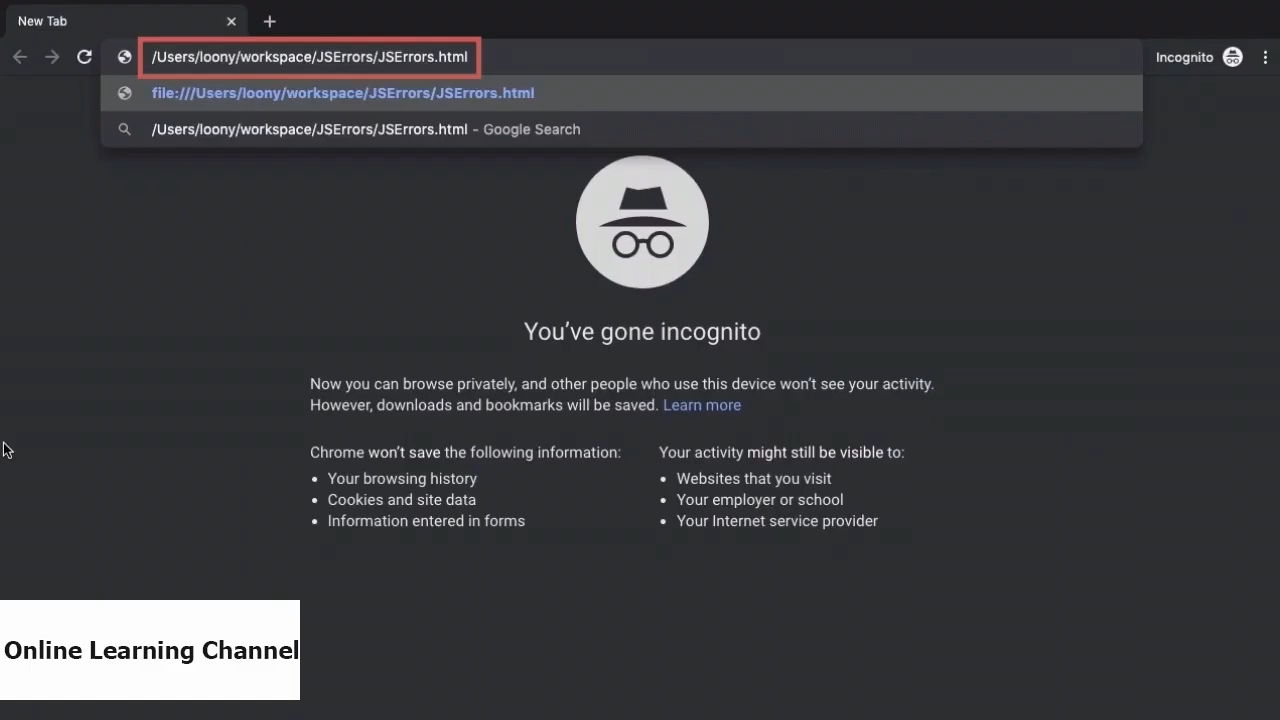 New Tab
/Users/loony/workspace/JSErrors/JSErrors.html
Incognito
file:///Users/loony/workspace/JSErrors/JSErrors.html
/Users/loony/workspace/JSErrors/JSErrors.html - Google Search
You've gone incognito
Now you can browse privately, and other people who use this device won't see your activity.
However, downloads and bookmarks will be saved. Learn more
Chrome won't save the following information:
• Your browsing history
• Cookies and site data
• Information entered in forms
Your activity might still be visible to:
• Websites that you visit
• Your employer or school
• Your Internet service provider
Online Learning Channel